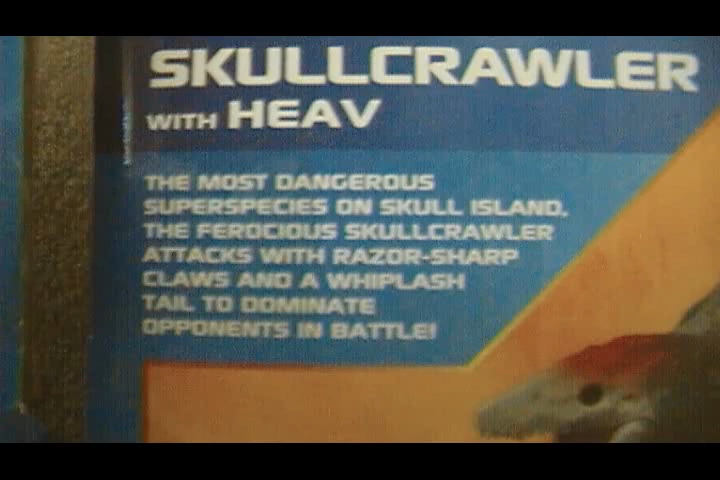 SKULLCRAWLER
WITH HEAV
THE MOST DANGEROUS
SUPERSPECIES ON SKULL ISLAND.
THE FEROCIOUS SKULLCRAWLER
ATTACKS WITH RAZOR-SHARP
CLAWS AND A WHIPLASH
TAIL TO DOMINATE
OPPONENTS IN BATTLE!